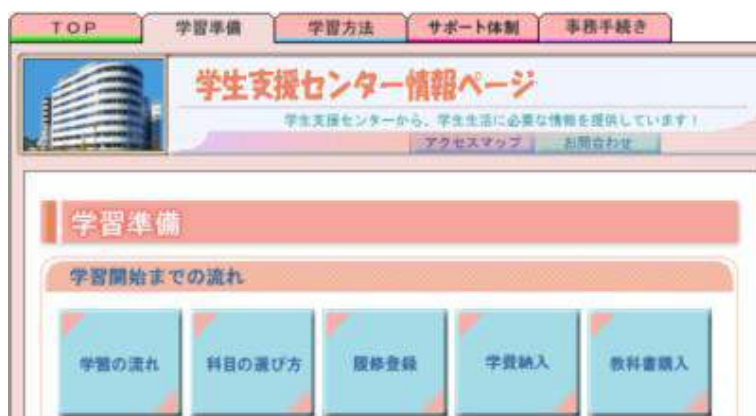 TOP 学習準備 学習方法 サポート体制 事務手続き
学生支援センター情報ページ
学生支援センターから、学生生活に必要な情報を提供しています！
アクセスマップ お問合わせ
学習準備
学習開始までの流れ
学習の流れ 科目の選び方 履修登録 学費納入 教科書購入